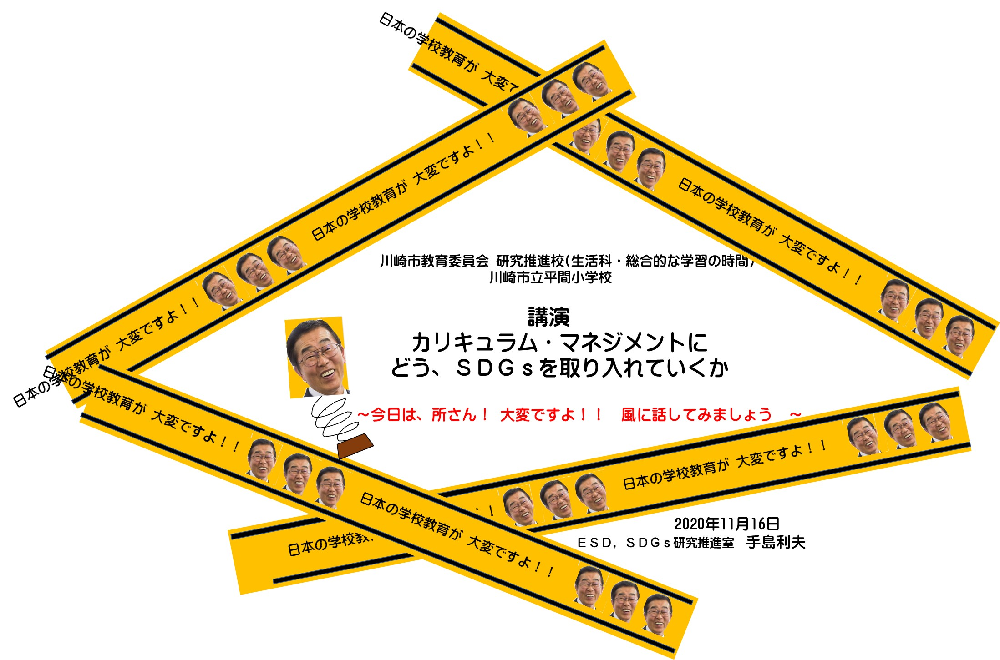 日本の学校教育が 大変で
日本の学校教育が 大変ですよ！！
日本の学校教育が 大変ですよ！！
川崎市教育委員会 研究推進校(生活科・総合的な学習の時間)
川崎市立平間小学校
日本の学校教育が 大変ですよ！！
講演
カリキュラム・マネジメントに
どう、ＳＤＧｓを取り入れていくか
～今日は、所さん！ 大変ですよ！！ 風に話してみましょう ～
日本の学校教育が 大変ですよ！！
日本の学校教育が 大変ですよ！！
！
日本の学校教育が 大変ですよ！！
日本の学校教
2020年11月16日
ＥＳＤ，ＳＤＧｓ研究推進室 手島利夫